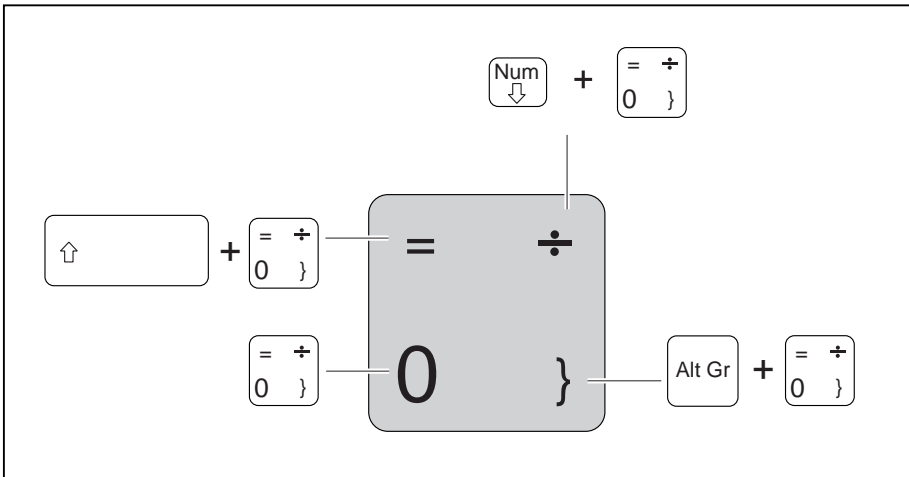 Num + = ÷
⇩ 0 }
⇧ + = ÷
0 }
= ÷
0 }
= ÷
0 }
Alt Gr + = ÷
0 }